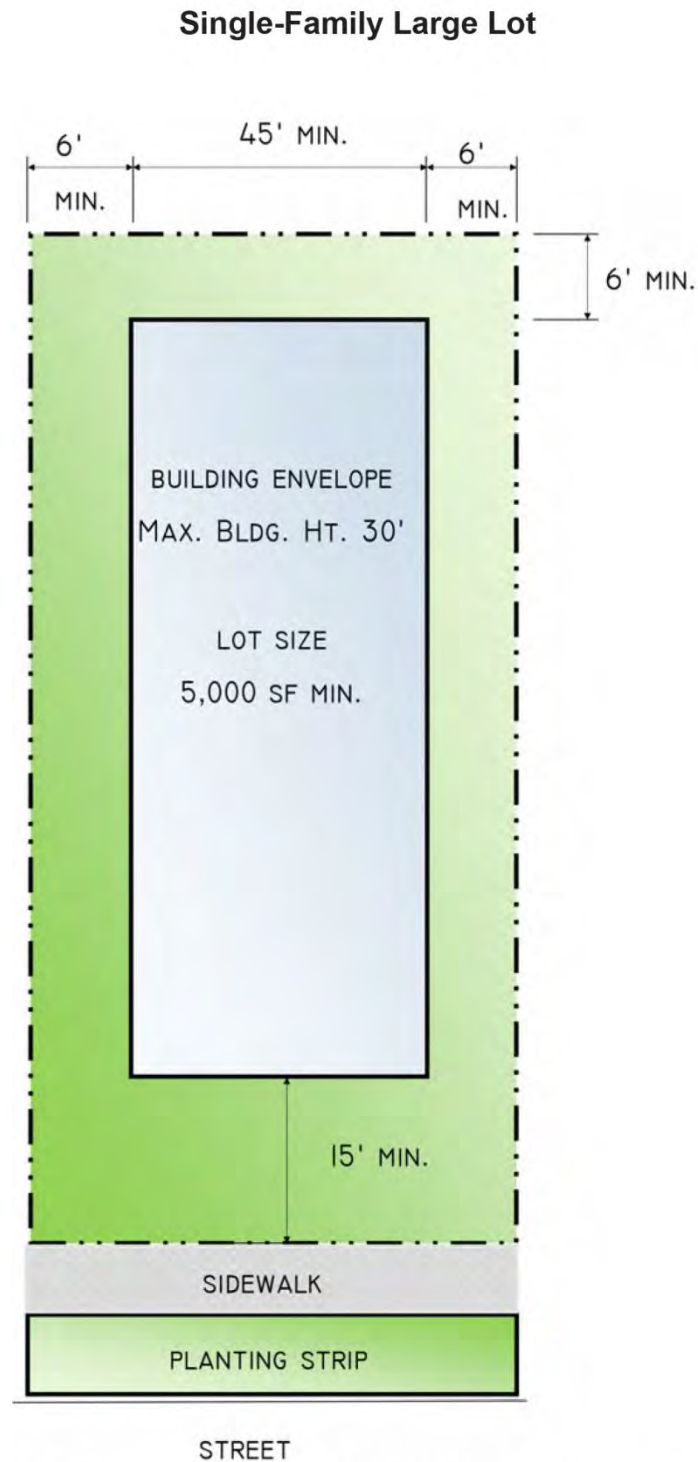 Single-Family Large Lot
6'
45' MIN.
6'
MIN.
MIN.
6' MIN.
BUILDING ENVELOPE
MAX. BLDG. HT. 30'
LOT SIZE
5,000 SF MIN.
15' MIN.
SIDEWALK
PLANTING STRIP
STREET